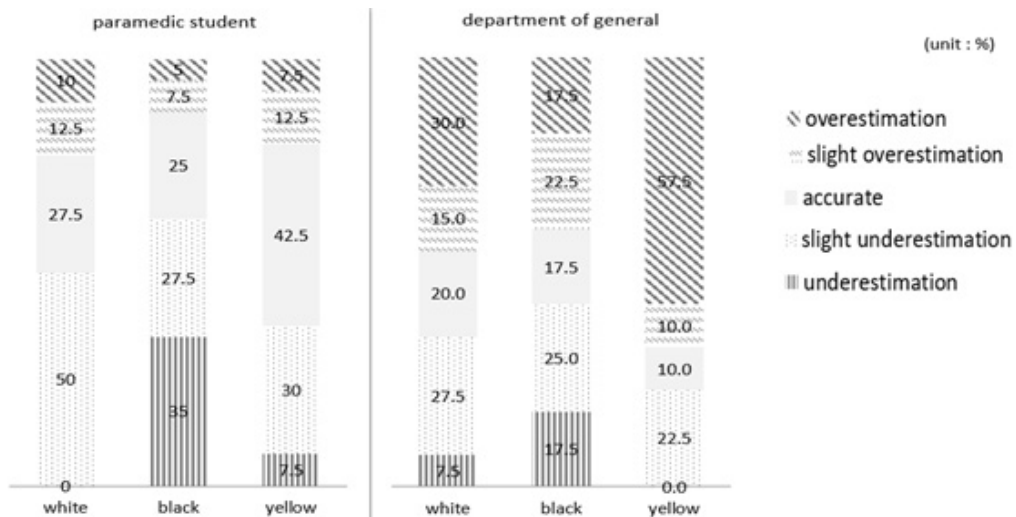 paramedic student
department of general
(unit : %)
10
5
7.5
12.5
7.5
12.5
27.5
25
42.5
50
27.5
30
0
35
7.5
30.0
17.5
57.5
15.0
22.5
10.0
20.0
17.5
10.0
27.5
25.0
22.5
7.5
17.5
0.0
white
black
yellow
white
black
yellow
overestimation
slight overestimation
accurate
slight underestimation
underestimation